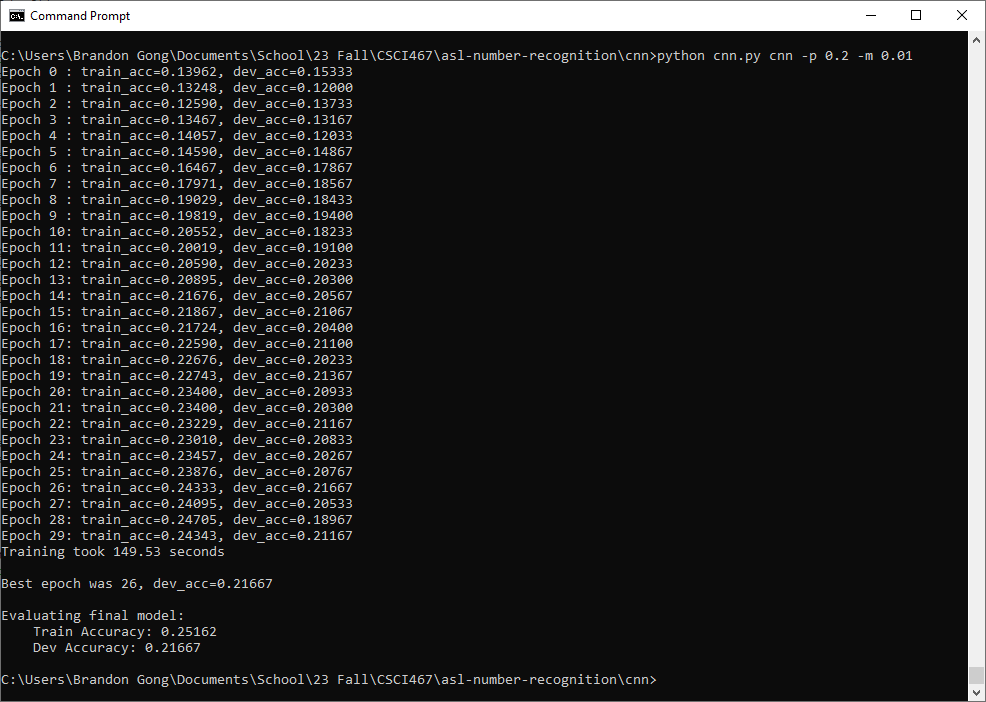 Command Prompt
C:\Users\Brandon Gong\Documents\School\23 Fall\CSCI467\asl-number-recognition\cnn>python cnn.py cnn -p 0.2 -m 0.01
Epoch 0 : train_acc=0.13962, dev_acc=0.15333
Epoch 1 : train_acc=0.13248, dev_acc=0.12000
Epoch 2 : train_acc=0.12590, dev_acc=0.13733
Epoch 3 : train_acc=0.13467, dev_acc=0.13167
Epoch 4 : train_acc=0.14057, dev_acc=0.12033
Epoch 5 : train_acc=0.14590, dev_acc=0.14867
Epoch 6 : train_acc=0.16467, dev_acc=0.17867
Epoch 7 : train_acc=0.17971, dev_acc=0.18567
Epoch 8 : train_acc=0.19029, dev_acc=0.18433
Epoch 9 : train_acc=0.19819, dev_acc=0.19400
Epoch 10: train_acc=0.20552, dev_acc=0.18233
Epoch 11: train_acc=0.20019, dev_acc=0.19100
Epoch 12: train_acc=0.20590, dev_acc=0.20233
Epoch 13: train_acc=0.20895, dev_acc=0.20300
Epoch 14: train_acc=0.21676, dev_acc=0.20567
Epoch 15: train_acc=0.21867, dev_acc=0.21067
Epoch 16: train_acc=0.21724, dev_acc=0.20400
Epoch 17: train_acc=0.22590, dev_acc=0.21100
Epoch 18: train_acc=0.22676, dev_acc=0.20233
Epoch 19: train_acc=0.22743, dev_acc=0.21367
Epoch 20: train_acc=0.23400, dev_acc=0.20933
Epoch 21: train_acc=0.23400, dev_acc=0.20300
Epoch 22: train_acc=0.23229, dev_acc=0.21167
Epoch 23: train_acc=0.23010, dev_acc=0.20833
Epoch 24: train_acc=0.23457, dev_acc=0.20267
Epoch 25: train_acc=0.23876, dev_acc=0.20767
Epoch 26: train_acc=0.24333, dev_acc=0.21667
Epoch 27: train_acc=0.24095, dev_acc=0.20533
Epoch 28: train_acc=0.24705, dev_acc=0.18967
Epoch 29: train_acc=0.24343, dev_acc=0.21167
Training took 149.53 seconds
Best epoch was 26, dev_acc=0.21667
Evaluating final model:
Train Accuracy: 0.25162
Dev Accuracy: 0.21667
C:\Users\Brandon Gong\Documents\School\23 Fall\CSCI467\asl-number-recognition\cnn>